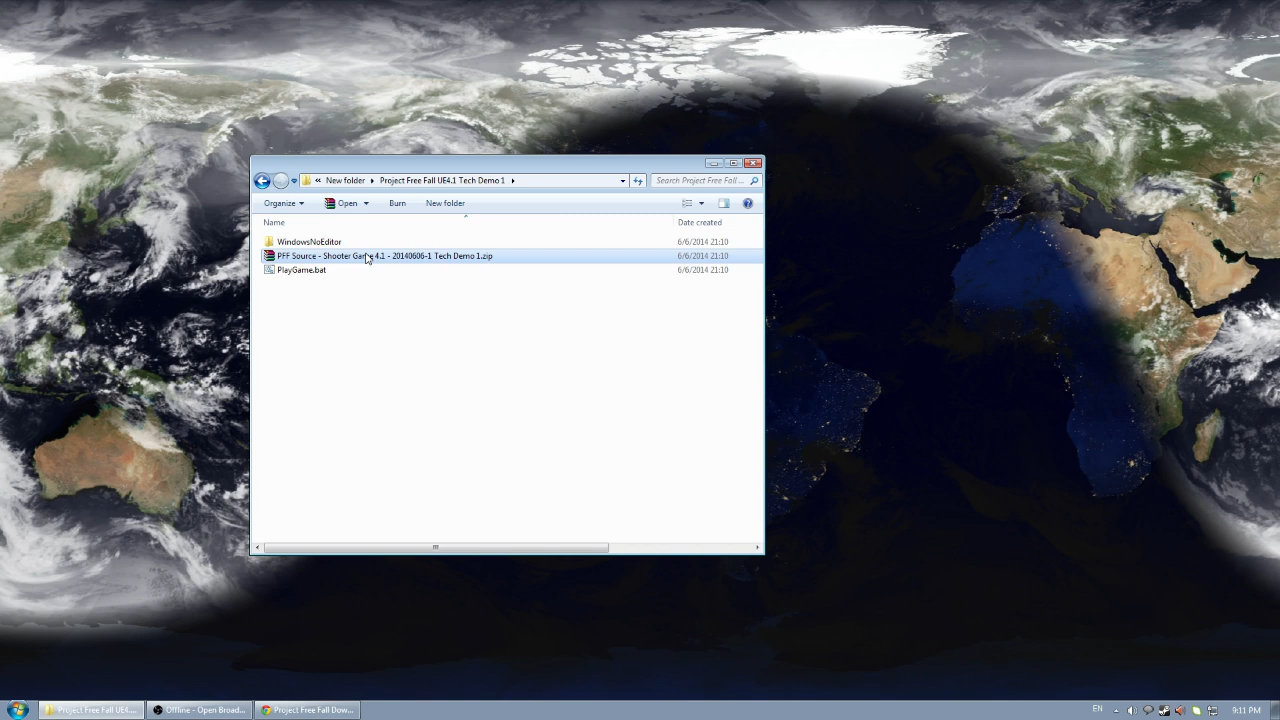 « New folder ▸ Project Free Fall UE4.1 Tech Demo 1 ▸ Search Project Free Fall ...
Organize Open Burn New folder
Name Date created
WindowsNoEditor 6/6/2014 21:10
PFF Source - Shooter Game 4.1 - 20140606-1 Tech Demo 1.zip 6/6/2014 21:10
PlayGame.bat 6/6/2014 21:10
Project Free Fall UE4.... Offline - Open Broad... Project Free Fall Dow... EN 9:11 PM